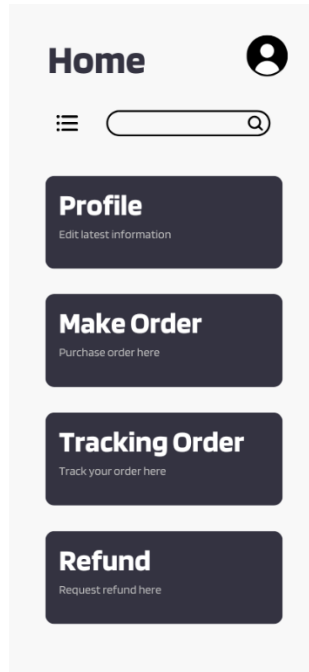 Home
Profile
Edit latest information
Make Order
Purchase order here
Tracking Order
Track your order here
Refund
Request refund here